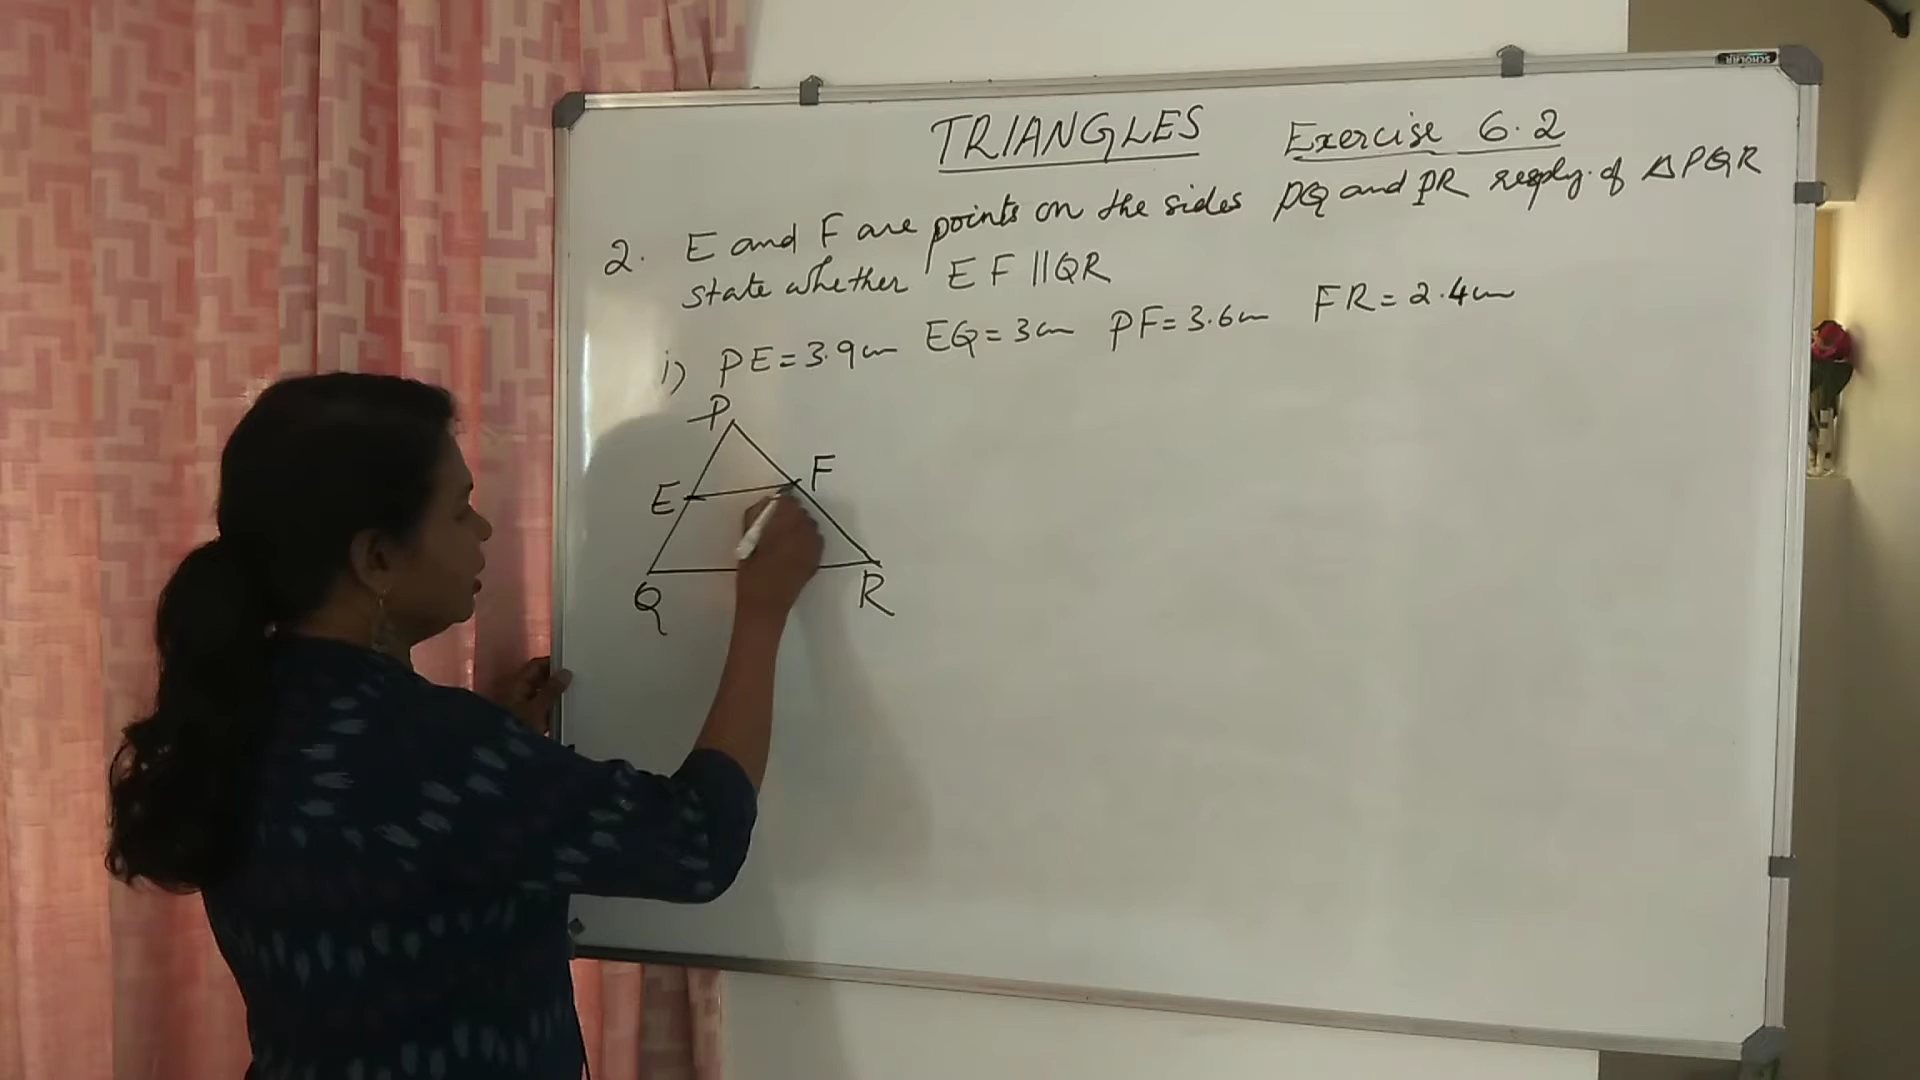 TRIANGLES Exercise 6.2
2. E and F are points on the sides PQ and PR resply. of △PQR
state whether EF || QR
i) PE = 3.9cm EQ = 3cm PF = 3.6cm FR = 2.4cm
P
E F
Q R